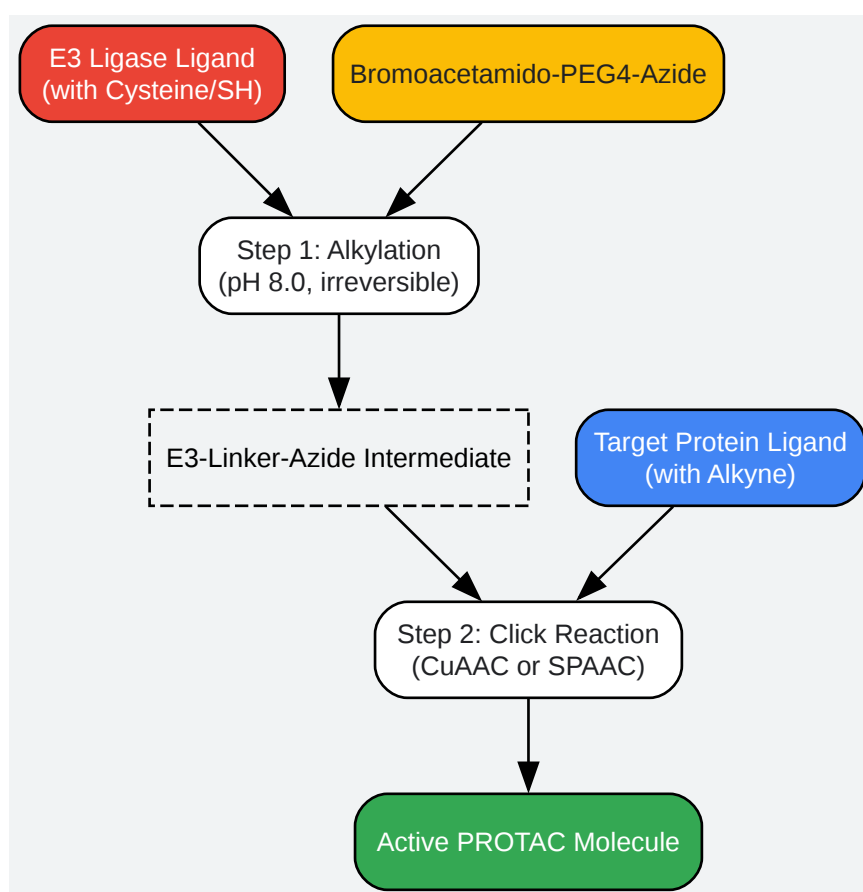 E3 Ligase Ligand
(with Cysteine/SH)
Bromoacetamido-PEG4-Azide
Step 1: Alkylation
(pH 8.0, irreversible)
E3-Linker-Azide Intermediate
Target Protein Ligand
(with Alkyne)
Step 2: Click Reaction
(CuAAC or SPAAC)
Active PROTAC Molecule